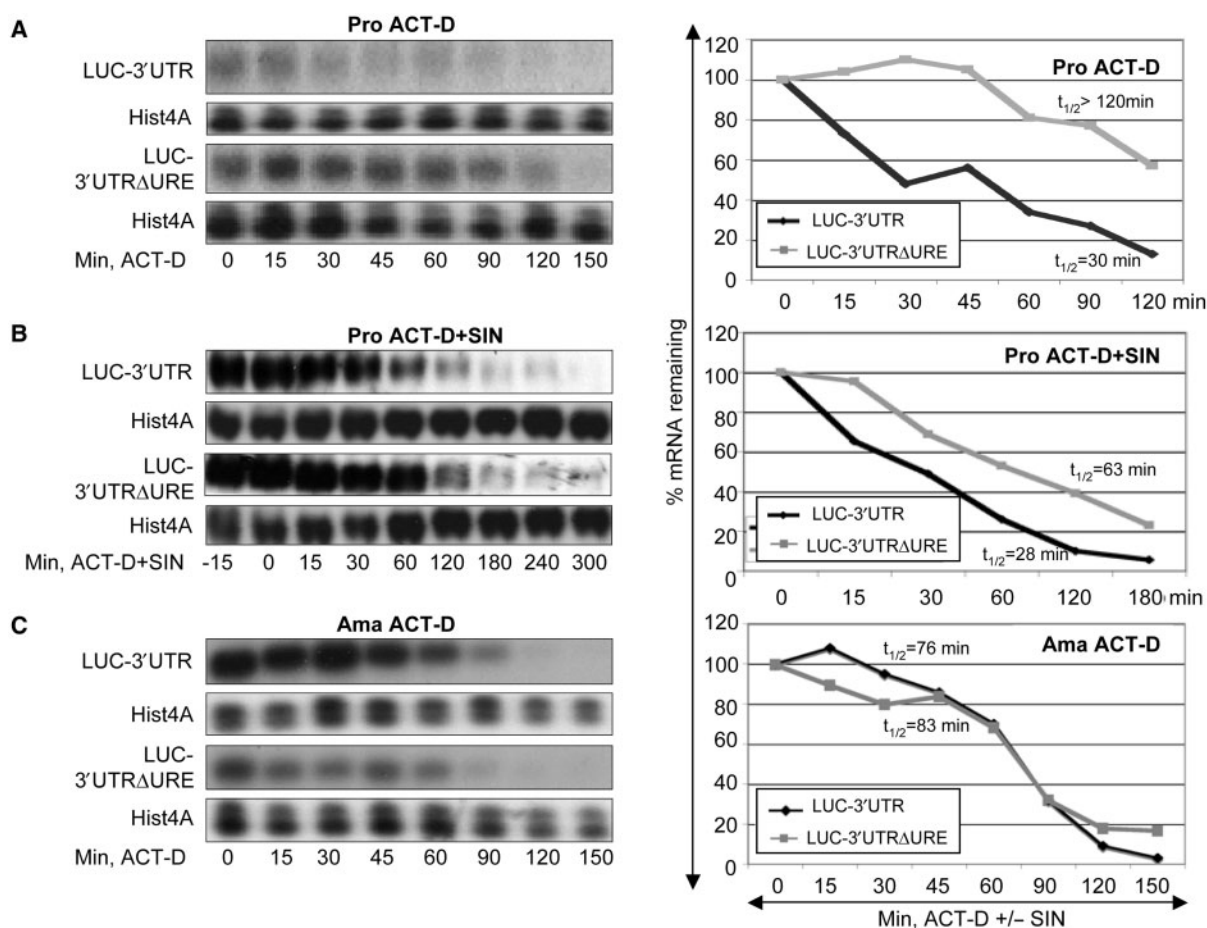 A
Pro ACT-D
LUC-3′UTR
Hist4A
LUC-
3′UTRΔURE
Hist4A
Min, ACT-D 0 15 30 45 60 90 120 150
B
Pro ACT-D+SIN
LUC-3′UTR
Hist4A
LUC-
3′UTRΔURE
Hist4A
Min, ACT-D+SIN -15 0 15 30 60 120 180 240 300
C
Ama ACT-D
LUC-3′UTR
Hist4A
LUC-
3′UTRΔURE
Hist4A
Min, ACT-D 0 15 30 45 60 90 120 150
% mRNA remaining
120
100
80
60
40
20
0
Pro ACT-D
t1/2> 120min
LUC-3′UTR
LUC-3′UTRΔURE
t1/2=30 min
0 15 30 45 60 90 120 min
120
100
80
60
40
20
0
Pro ACT-D+SIN
t1/2=63 min
LUC-3′UTR
LUC-3′UTRΔURE
t1/2=28 min
0 15 30 60 120 180 min
120
100
80
60
40
20
0
Ama ACT-D
t1/2=76 min
t1/2=83 min
LUC-3′UTR
LUC-3′UTRΔURE
0 15 30 45 60 90 120 150
Min, ACT-D +/– SIN